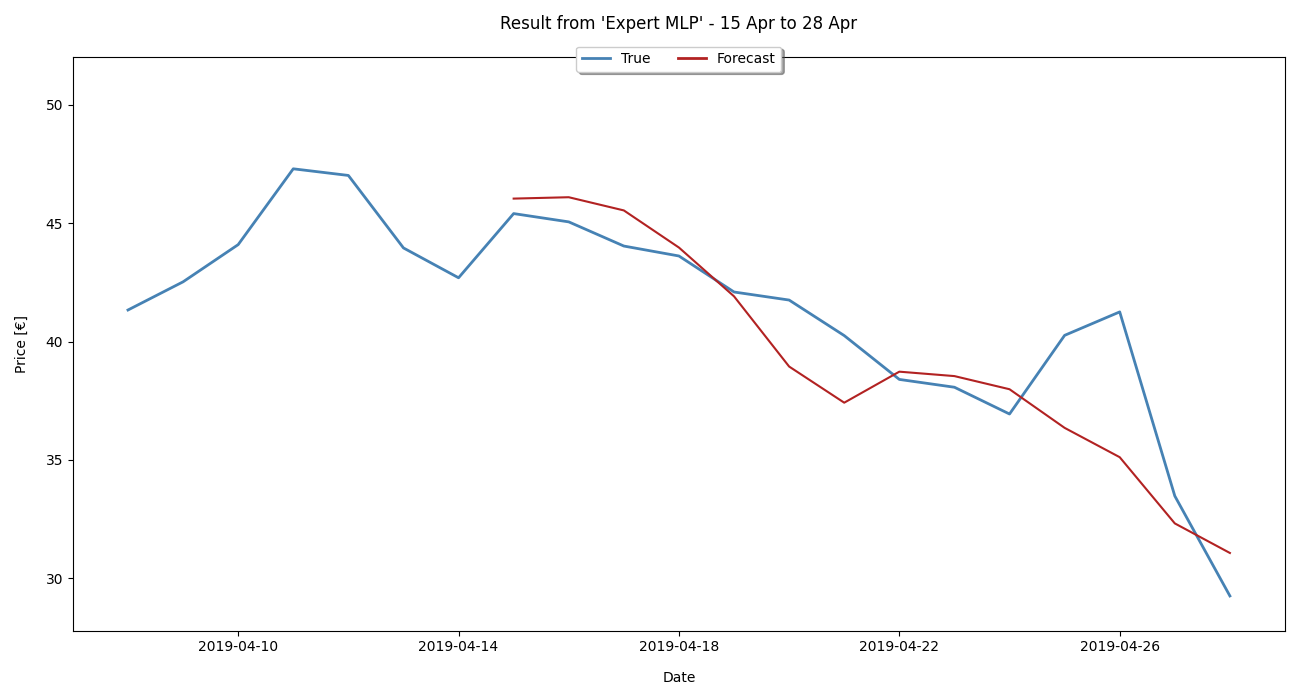 Result from 'Expert MLP' - 15 Apr to 28 Apr
True Forecast
50
45
40
35
30
Price [€]
2019-04-10 2019-04-14 2019-04-18 2019-04-22 2019-04-26
Date